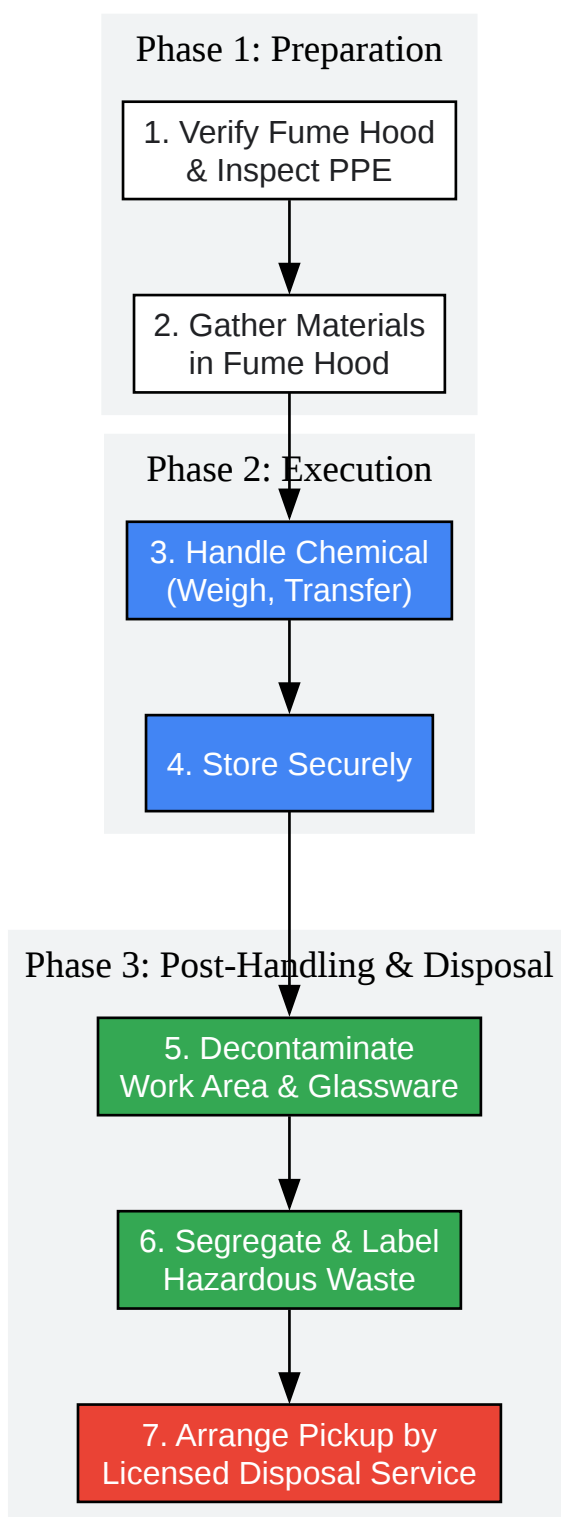 Phase 1: Preparation
1. Verify Fume Hood
& Inspect PPE
2. Gather Materials
in Fume Hood
Phase 2: Execution
3. Handle Chemical
(Weigh, Transfer)
4. Store Securely
Phase 3: Post-Handling & Disposal
5. Decontaminate
Work Area & Glassware
6. Segregate & Label
Hazardous Waste
7. Arrange Pickup by
Licensed Disposal Service